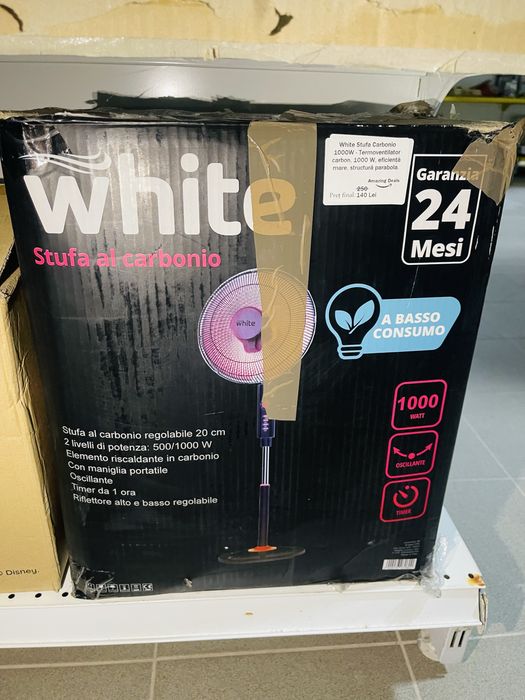 white
Stufa al carbonio
White Stufa Carbonio
1000W - Termoventilator
carbon, 1000 W, eficiență
mare, structură parabola.
Amazing Deals
250
Preț final: 140 Lei
Garanzia
24
Mesi
white
A BASSO
CONSUMO
1000
WATT
OSCILLANTE
TIMER
Stufa al carbonio regolabile 20 cm
2 livelli di potenza: 500/1000 W
Elemento riscaldante in carbonio
Con maniglia portatile
Oscillante
Timer da 1 ora
Riflettore alto e basso regolabile
Disney.